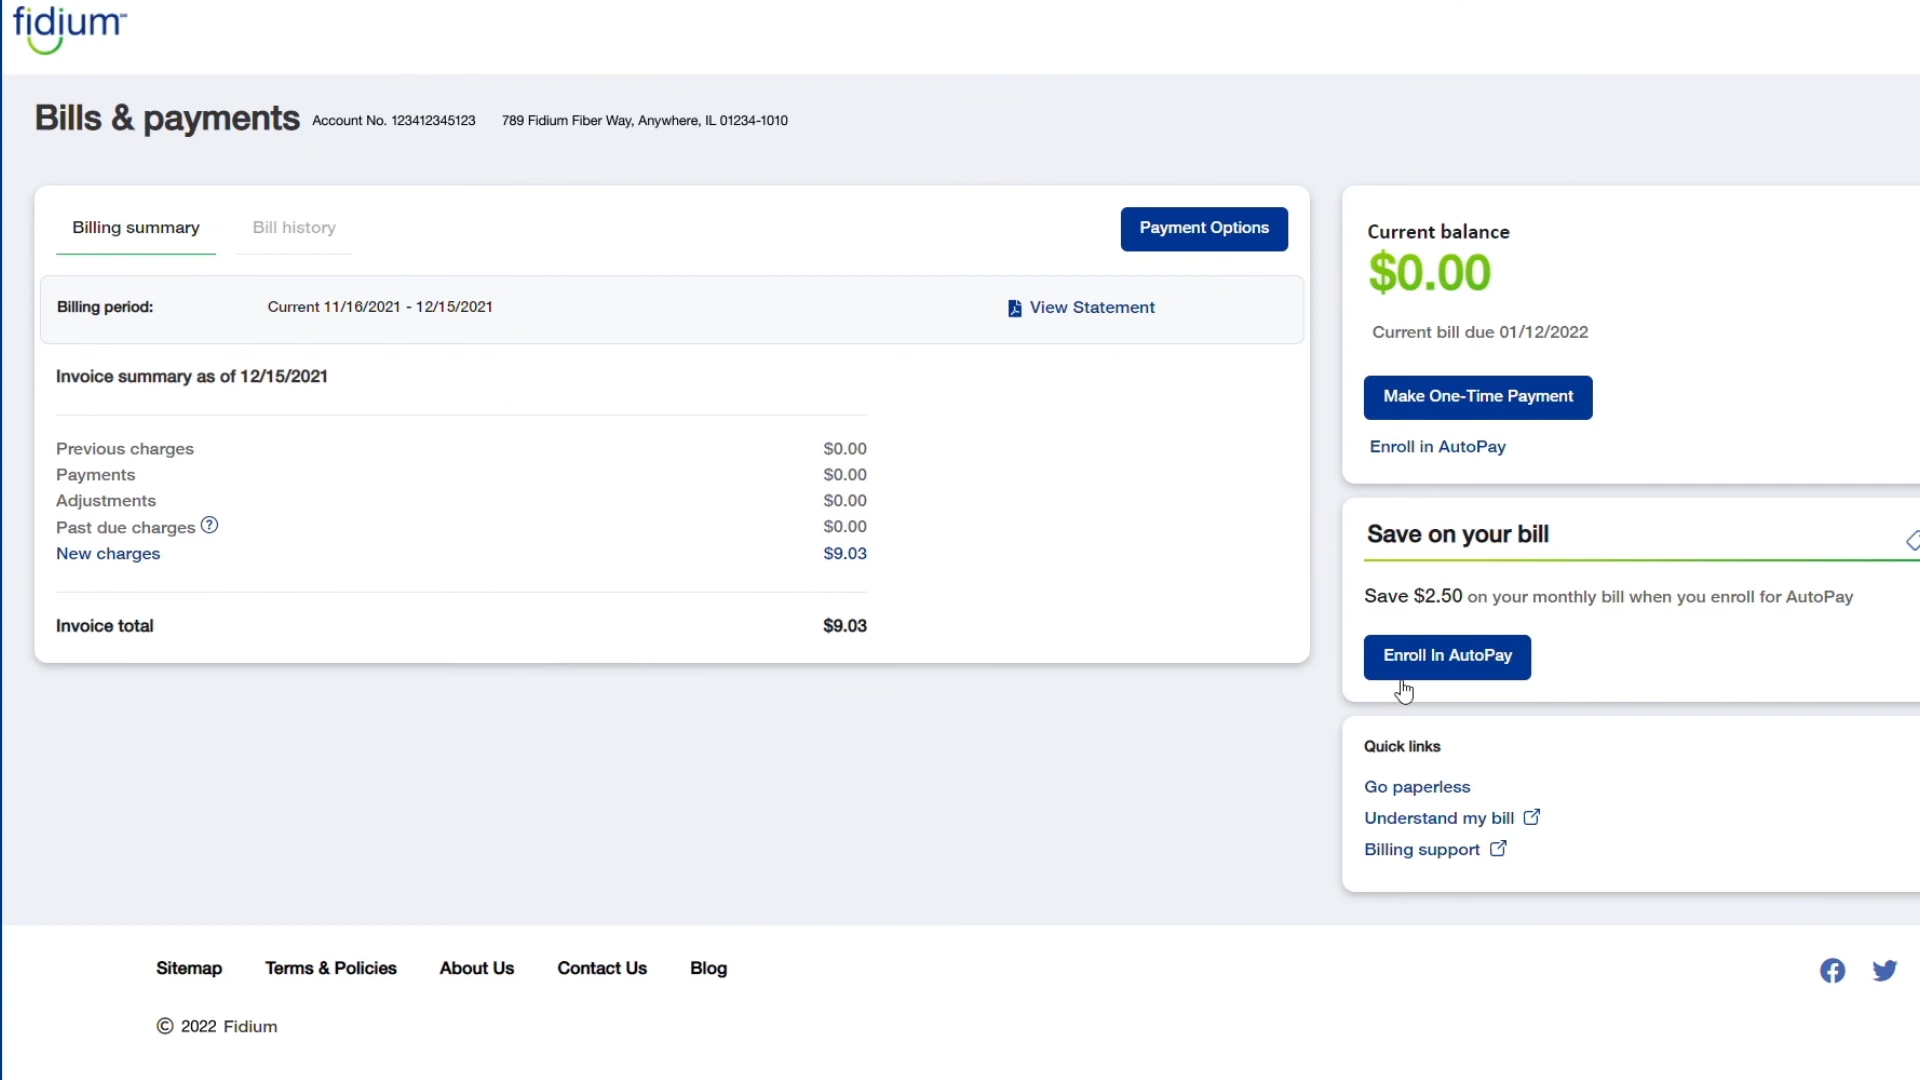 fidium℠
Bills & payments Account No. 123412345123 789 Fidium Fiber Way, Anywhere, IL 01234-1010
Billing summary Bill history Payment Options
Billing period: Current 11/16/2021 - 12/15/2021 View Statement
Invoice summary as of 12/15/2021
Previous charges $0.00
Payments $0.00
Adjustments $0.00
Past due charges ? $0.00
New charges $9.03
Invoice total $9.03
Current balance
$0.00
Current bill due 01/12/2022
Make One-Time Payment
Enroll in AutoPay
Save on your bill
Save $2.50 on your monthly bill when you enroll for AutoPay
Enroll In AutoPay
Quick links
Go paperless
Understand my bill
Billing support
Sitemap Terms & Policies About Us Contact Us Blog
© 2022 Fidium